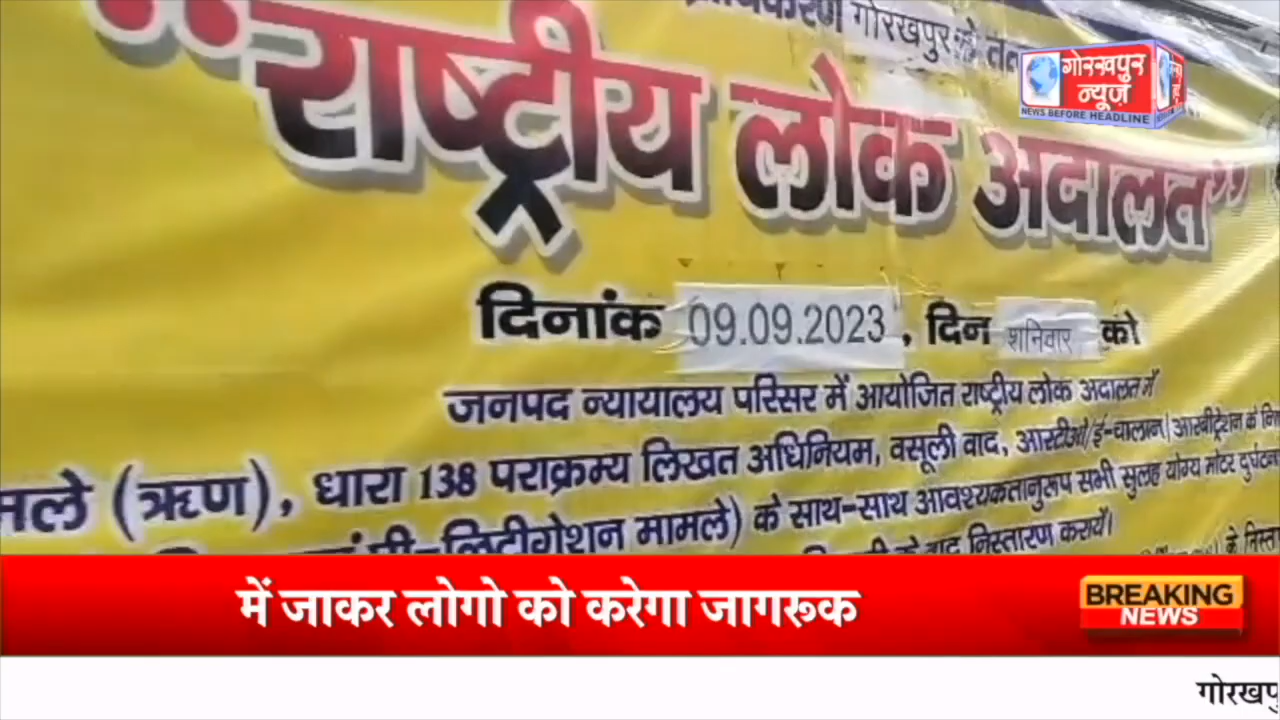 गोरखपुर के
गोरखपुर
न्यूज़
NEWS BEFORE HEADLINE
"राष्ट्रीय लोक अदालत"
दिनांक 09.09.2023, दिन शनिवार को
जनपद न्यायालय परिसर में आयोजित राष्ट्रीय लोक अदालत में
(ऋण), धारा 138 पराक्रम्य लिखत अधिनियम, वसूली वाद, आरटीओ/ई-चालान/आरबीट्रेशन के
प्री-लिटीगेशन मामले) के साथ-साथ आवश्यकतानुरूप सभी सुलह योग्य मोटर दुर्घटना
निस्तारण करायें।
में जाकर लोगो को करेगा जागरूक
BREAKING
NEWS